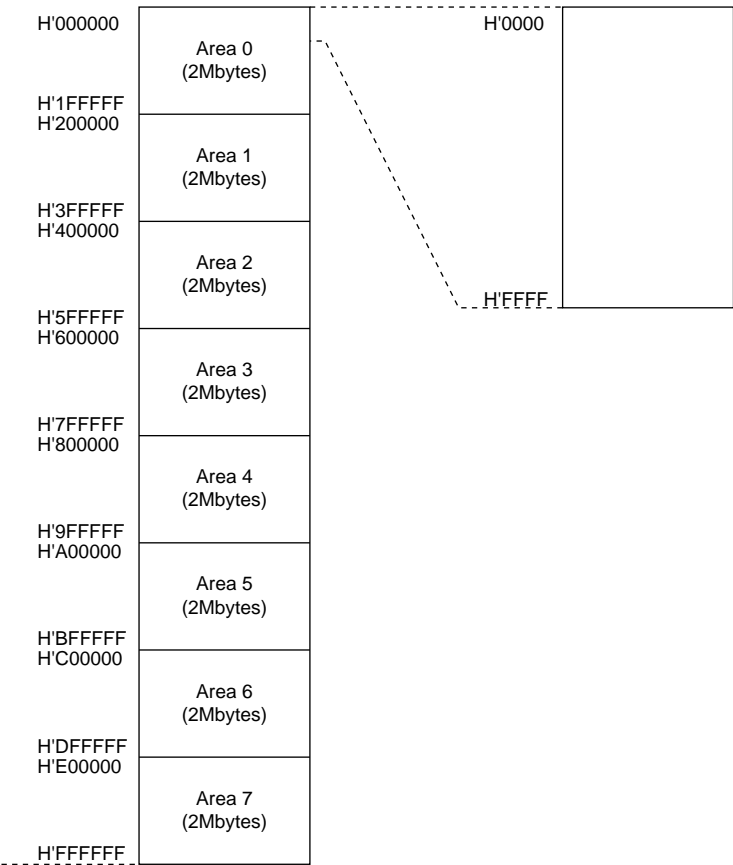 H'000000
Area 0
(2Mbytes)
H'1FFFFF
H'200000
Area 1
(2Mbytes)
H'3FFFFF
H'400000
Area 2
(2Mbytes)
H'5FFFFF
H'600000
Area 3
(2Mbytes)
H'7FFFFF
H'800000
Area 4
(2Mbytes)
H'9FFFFF
H'A00000
Area 5
(2Mbytes)
H'BFFFFF
H'C00000
Area 6
(2Mbytes)
H'DFFFFF
H'E00000
Area 7
(2Mbytes)
H'FFFFFF
H'0000
H'FFFF